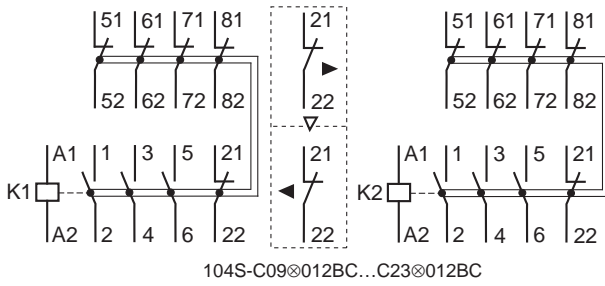 51 61 71 81 21 51 61 71 81
52 62 72 82 22 52 62 72 82
A1 1 3 5 21 21 A1 1 3 5 21
K1 K2
A2 2 4 6 22 22 A2 2 4 6 22
104S-C09⊗012BC...C23⊗012BC